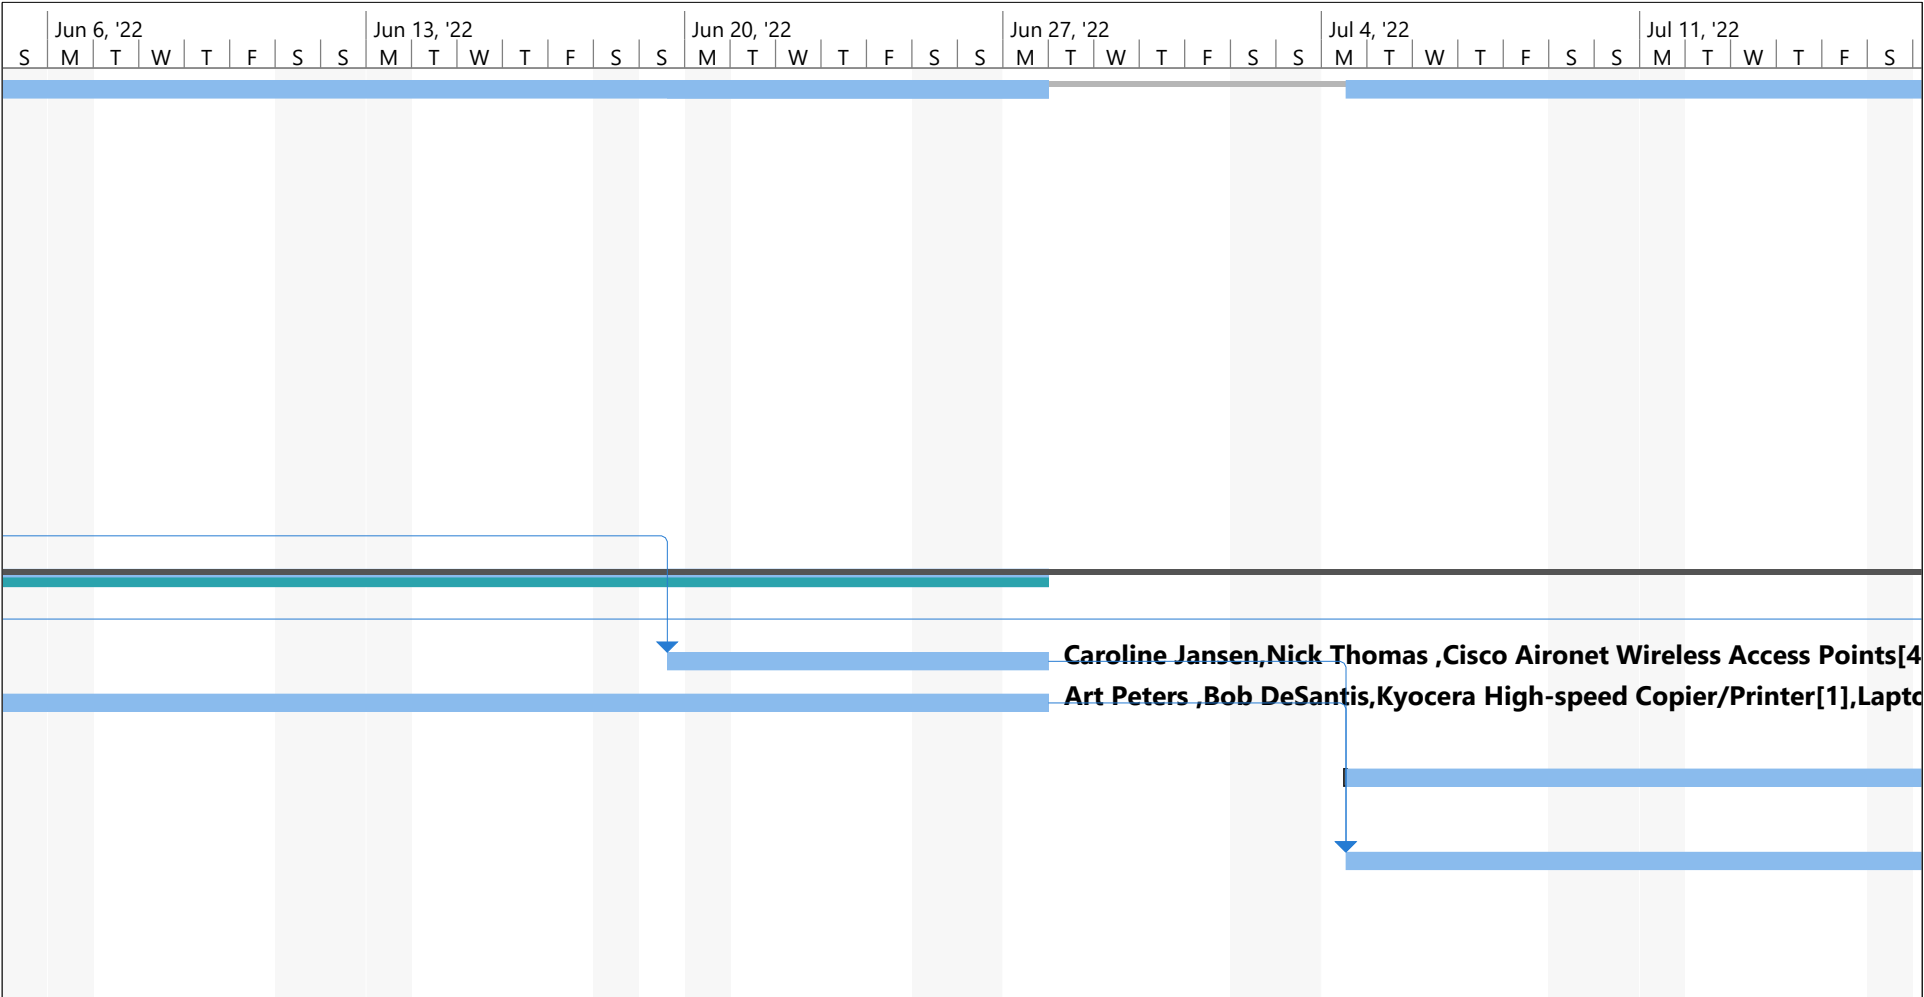 Jun 6, '22 Jun 13, '22 Jun 20, '22 Jun 27, '22 Jul 4, '22 Jul 11, '22
S M T W T F S S M T W T F S S M T W T F S S M T W T F S S M T W T F S S M T W T F S
Caroline Jansen,Nick Thomas ,Cisco Aironet Wireless Access Points[4
Art Peters ,Bob DeSantis,Kyocera High-speed Copier/Printer[1],Lapto